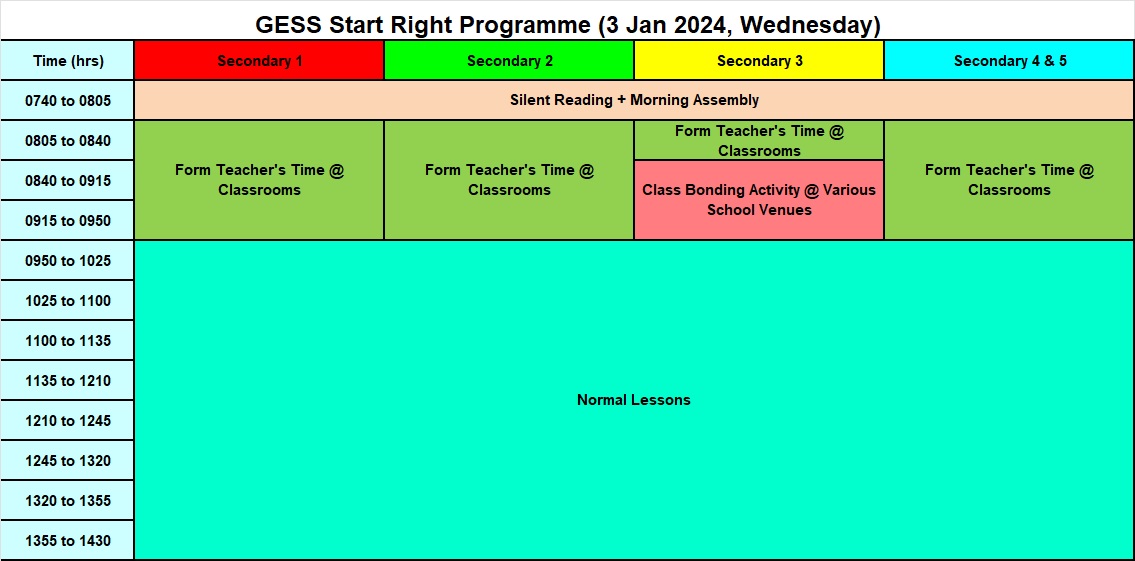 GESS Start Right Programme (3 Jan 2024, Wednesday)
Time (hrs)
Secondary 1
Secondary 2
Secondary 3
Secondary 4 & 5
0740 to 0805
Silent Reading + Morning Assembly
0805 to 0840
0840 to 0915
0915 to 0950
Form Teacher's Time @
Classrooms
Form Teacher's Time @
Classrooms
Form Teacher's Time @
Classrooms
Class Bonding Activity @ Various
School Venues
Form Teacher's Time @
Classrooms
0950 to 1025
1025 to 1100
1100 to 1135
1135 to 1210
1210 to 1245
1245 to 1320
1320 to 1355
1355 to 1430
Normal Lessons